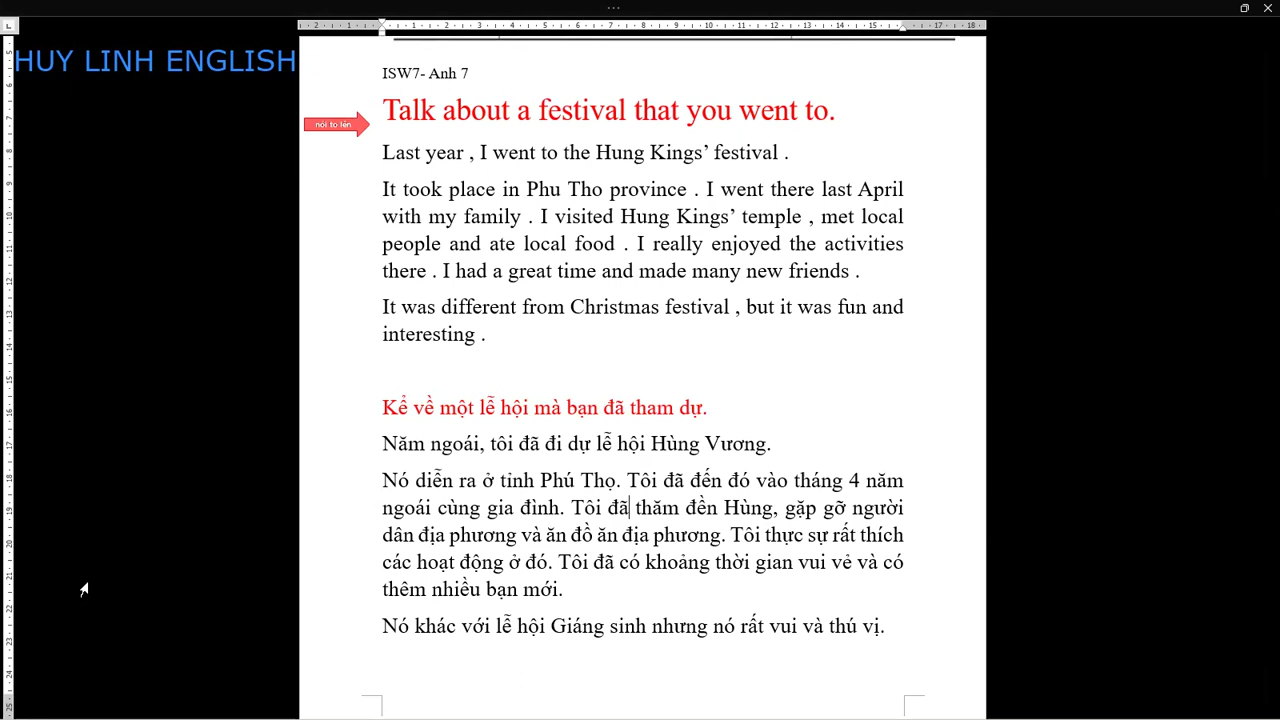 HUY LINH ENGLISH
ISW7- Anh 7
Talk about a festival that you went to.
nói to lên
Last year , I went to the Hung Kings’ festival .
It took place in Phu Tho province . I went there last April
with my family . I visited Hung Kings’ temple , met local
people and ate local food . I really enjoyed the activities
there . I had a great time and made many new friends .
It was different from Christmas festival , but it was fun and
interesting .
Kể về một lễ hội mà bạn đã tham dự.
Năm ngoái, tôi đã đi dự lễ hội Hùng Vương.
Nó diễn ra ở tỉnh Phú Thọ. Tôi đã đến đó vào tháng 4 năm
ngoái cùng gia đình. Tôi đã thăm đền Hùng, gặp gỡ người
dân địa phương và ăn đồ ăn địa phương. Tôi thực sự rất thích
các hoạt động ở đó. Tôi đã có khoảng thời gian vui vẻ và có
thêm nhiều bạn mới.
Nó khác với lễ hội Giáng sinh nhưng nó rất vui và thú vị.